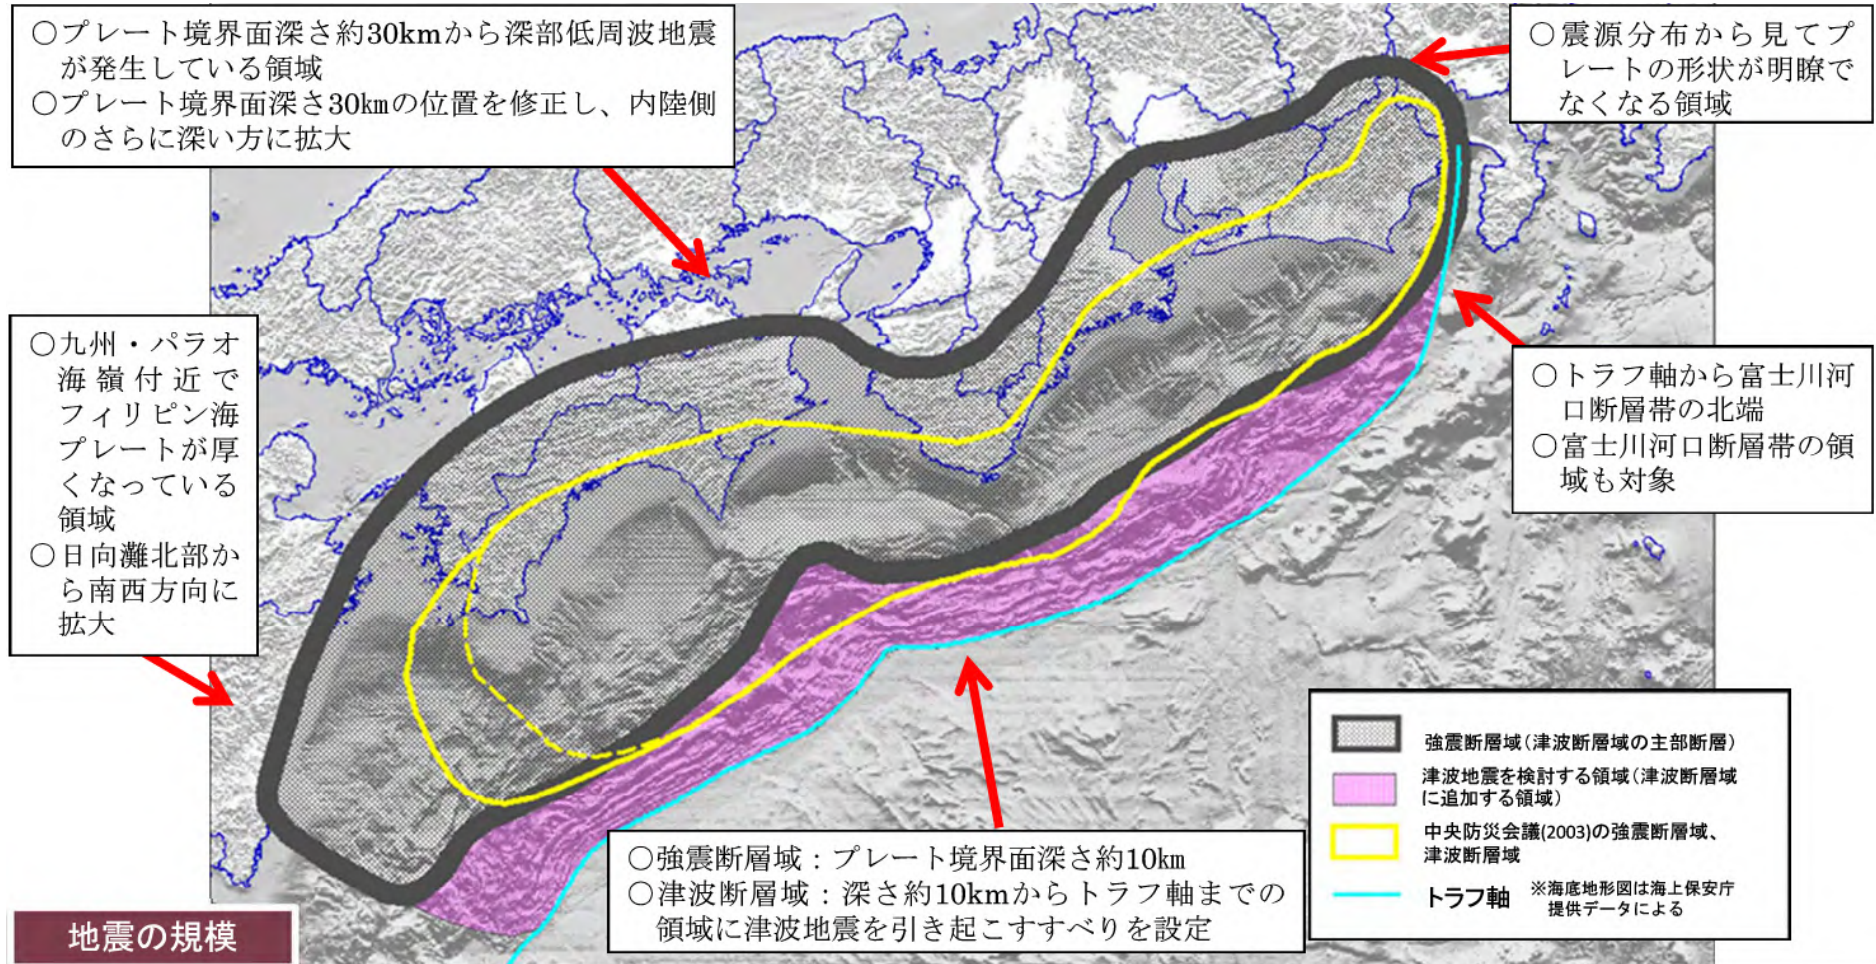 ○プレート境界面深さ約30kmから深部低周波地震
が発生している領域
○プレート境界面深さ30㎞の位置を修正し、内陸側
のさらに深い方に拡大
○震源分布から見てプ
レートの形状が明瞭で
なくなる領域
○九州・パラオ
海嶺付近で
フィリピン海
プレートが厚
くなっている
領域
○日向灘北部か
ら南西方向に
拡大
○トラフ軸から富士川河
口断層帯の北端
○富士川河口断層帯の領
域も対象
○強震断層域：プレート境界面深さ約10㎞
○津波断層域：深さ約10kmからトラフ軸までの
領域に津波地震を引き起こすすべりを設定
強震断層域(津波断層域の主部断層)
津波地震を検討する領域(津波断層域
に追加する領域)
中央防災会議(2003)の強震断層域、
津波断層域
トラフ軸 ※海底地形図は海上保安庁
提供データによる
地震の規模